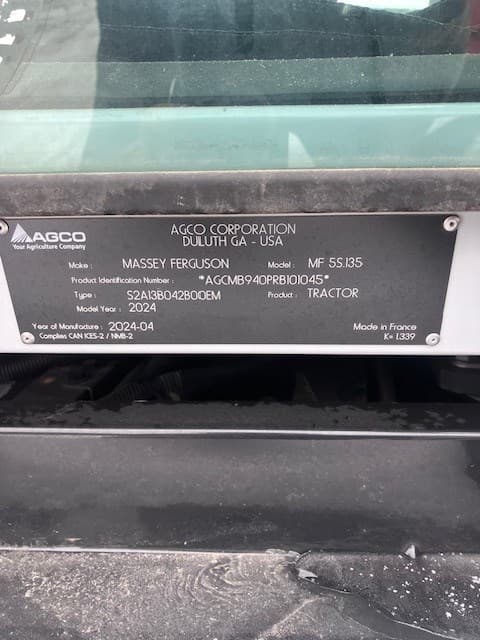 AGCO
Your Agriculture Company
AGCO CORPORATION
DULUTH GA - USA
Make : MASSEY FERGUSON Model : MF 5S.135
Product Identification Number : *AGCMB940PRB101045*
Type : S2A13B042B00EM Product : TRACTOR
Model Year : 2024
Year of Manufacture : 2024-04 Made in France
Complies CAN ICES-2 / NMB-2 K= 1.339